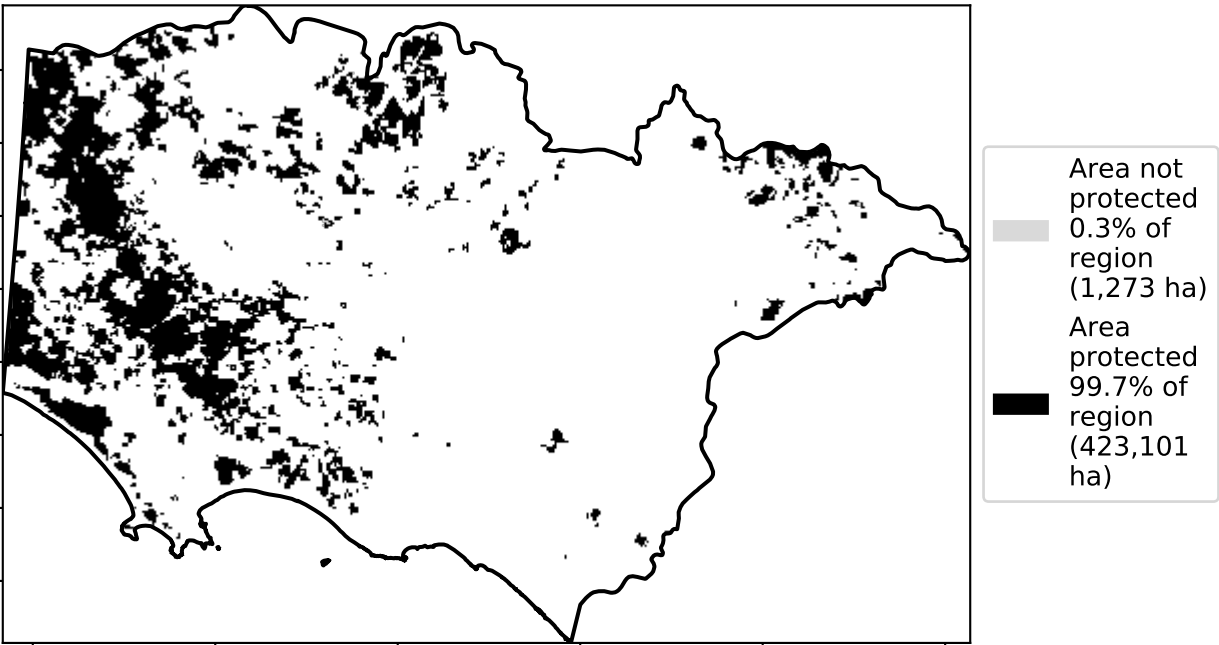 Area not
protected
0.3% of
region
(1,273 ha)
Area
protected
99.7% of
region
(423,101
ha)